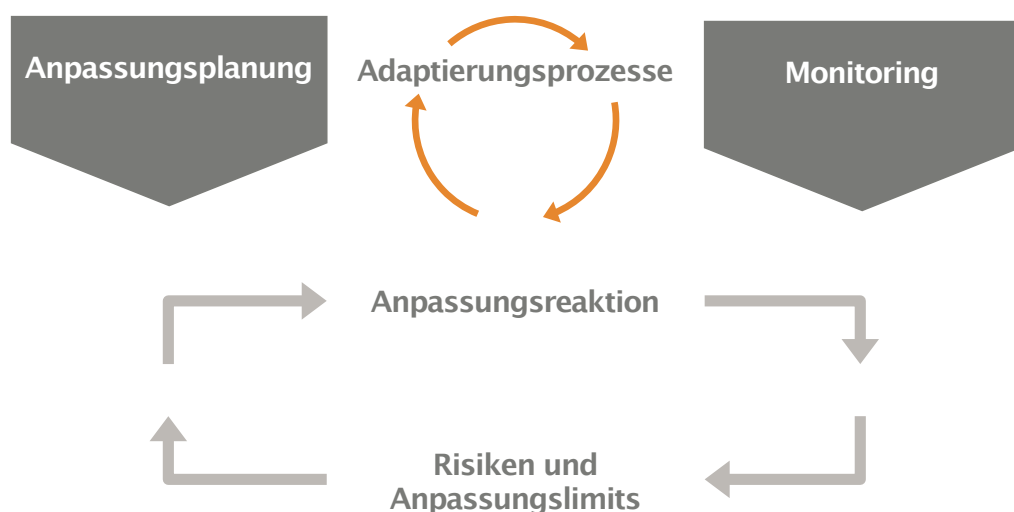 Anpassungsplanung
Adaptierungsprozesse
Monitoring
Anpassungsreaktion
Risiken und
Anpassungslimits